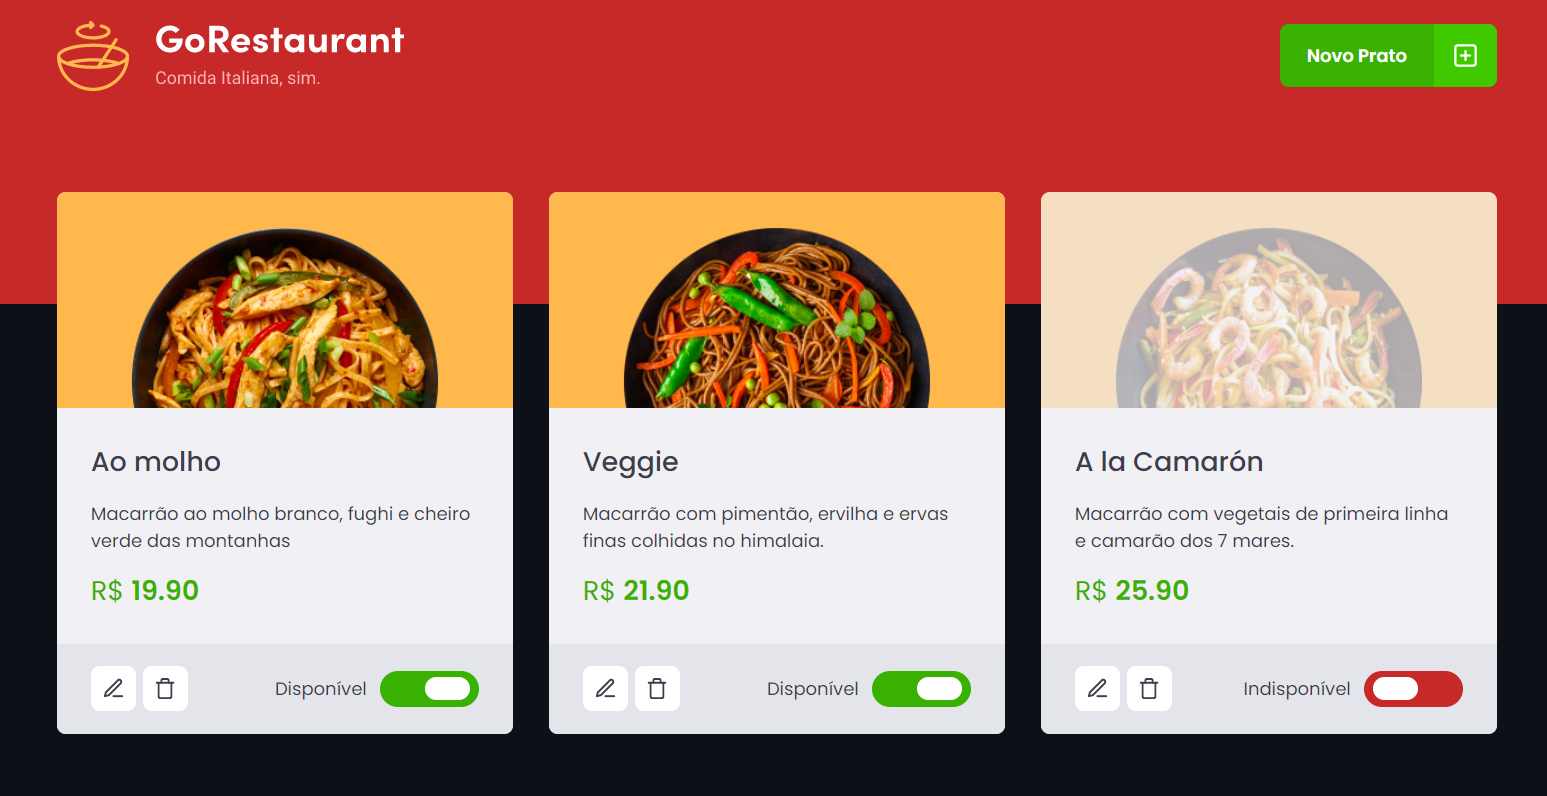 GoRestaurant
Comida Italiana, sim.
Novo Prato
Ao molho
Macarrão ao molho branco, fughi e cheiro
verde das montanhas
R$ 19.90
Disponível
Veggie
Macarrão com pimentão, ervilha e ervas
finas colhidas no himalaia.
R$ 21.90
Disponível
A la Camarón
Macarrão com vegetais de primeira linha
e camarão dos 7 mares.
R$ 25.90
Indisponível